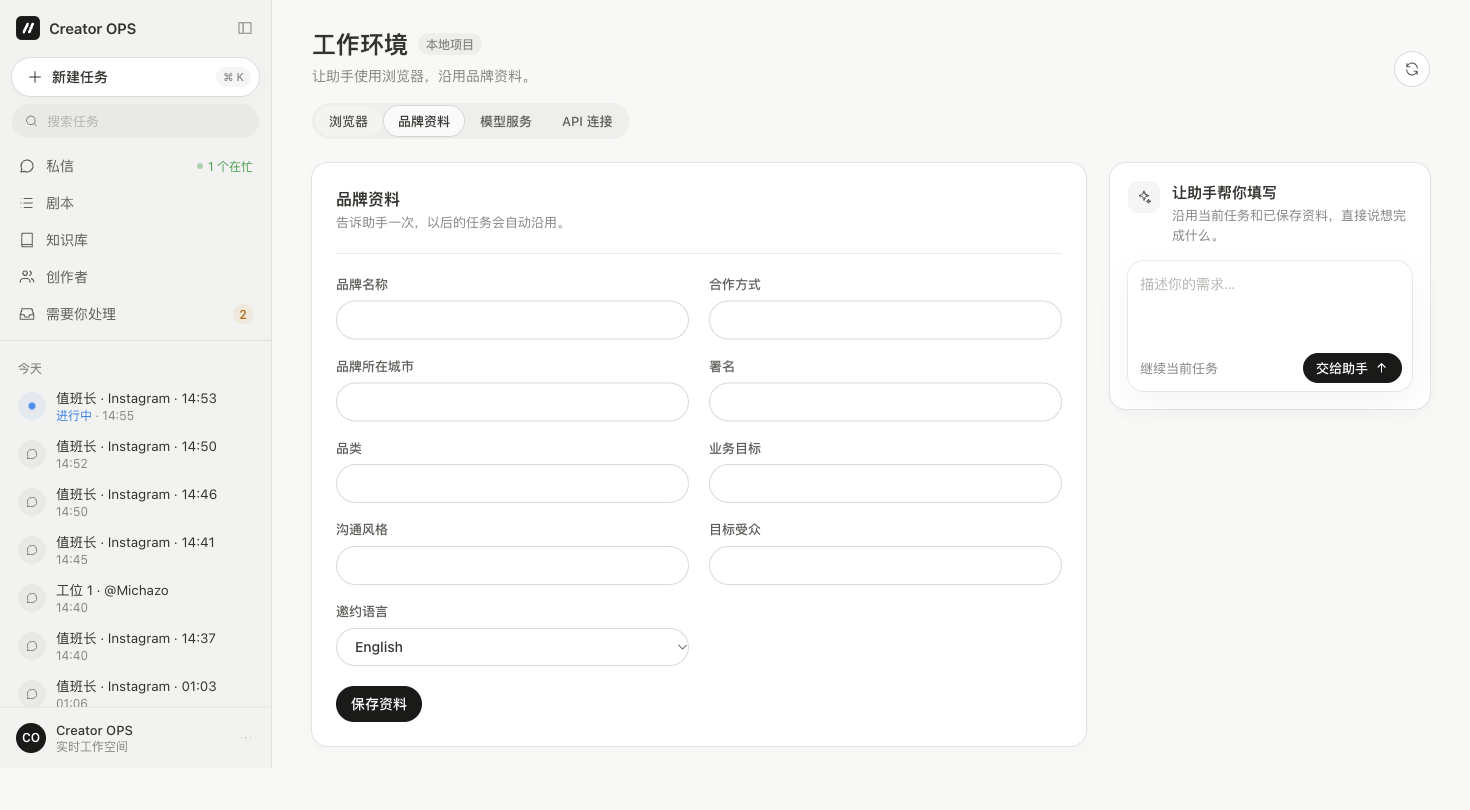 Creator OPS
新建任务
⌘ K
搜索任务
私信
1 个在忙
剧本
知识库
创作者
需要你处理
2
今天
值班长 · Instagram · 14:53
进行中 · 14:55
值班长 · Instagram · 14:50
14:52
值班长 · Instagram · 14:46
14:50
值班长 · Instagram · 14:41
14:45
工位 1 · @Michazo
14:40
值班长 · Instagram · 14:37
14:40
值班长 · Instagram · 01:03
01:06
CO
Creator OPS
实时工作空间
工作环境
本地项目
让助手使用浏览器，沿用品牌资料。
浏览器
品牌资料
模型服务
API 连接
品牌资料
告诉助手一次，以后的任务会自动沿用。
品牌名称
合作方式
品牌所在城市
署名
品类
业务目标
沟通风格
目标受众
邀约语言
English
保存资料
让助手帮你填写
沿用当前任务和已保存资料，直接说想完
成什么。
描述你的需求...
继续当前任务
交给助手